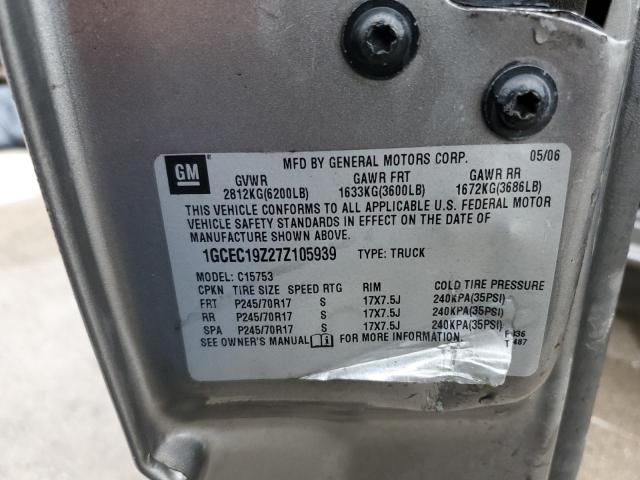 GM
MFD BY GENERAL MOTORS CORP. 05/06
GVWR GAWR FRT GAWR RR
2812KG(6200LB) 1633KG(3600LB) 1672KG(3686LB)
THIS VEHICLE CONFORMS TO ALL APPLICABLE U.S. FEDERAL MOTOR
VEHICLE SAFETY STANDARDS IN EFFECT ON THE DATE OF
MANUFACTURE SHOWN ABOVE.
1GCEC19Z27Z105939 TYPE: TRUCK
MODEL: C15753
CPKN TIRE SIZE SPEED RTG RIM COLD TIRE PRESSURE
FRT P245/70R17 S 17X7.5J 240KPA(35PSI)
RR P245/70R17 S 17X7.5J 240KPA(35PSI)
SPA P245/70R17 S 17X7.5J 240KPA(35PSI)
SEE OWNER'S MANUAL FOR MORE INFORMATION.